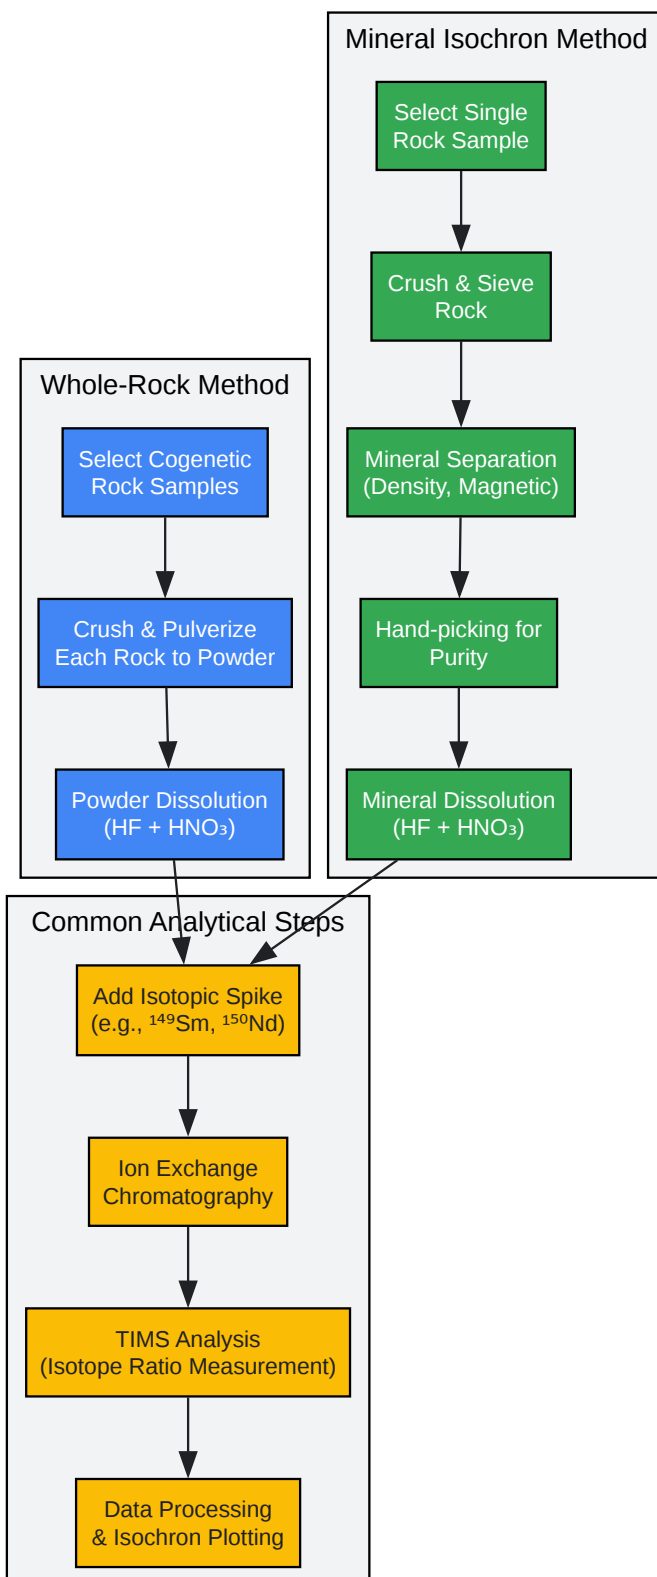 Mineral Isochron Method
Select Single
Rock Sample
Crush & Sieve
Rock
Mineral Separation
(Density, Magnetic)
Hand-picking for
Purity
Mineral Dissolution
(HF + HNO₃)
Whole-Rock Method
Select Cogenetic
Rock Samples
Crush & Pulverize
Each Rock to Powder
Powder Dissolution
(HF + HNO₃)
Common Analytical Steps
Add Isotopic Spike
(e.g., ¹⁴⁹Sm, ¹⁵⁰Nd)
Ion Exchange
Chromatography
TIMS Analysis
(Isotope Ratio Measurement)
Data Processing
& Isochron Plotting